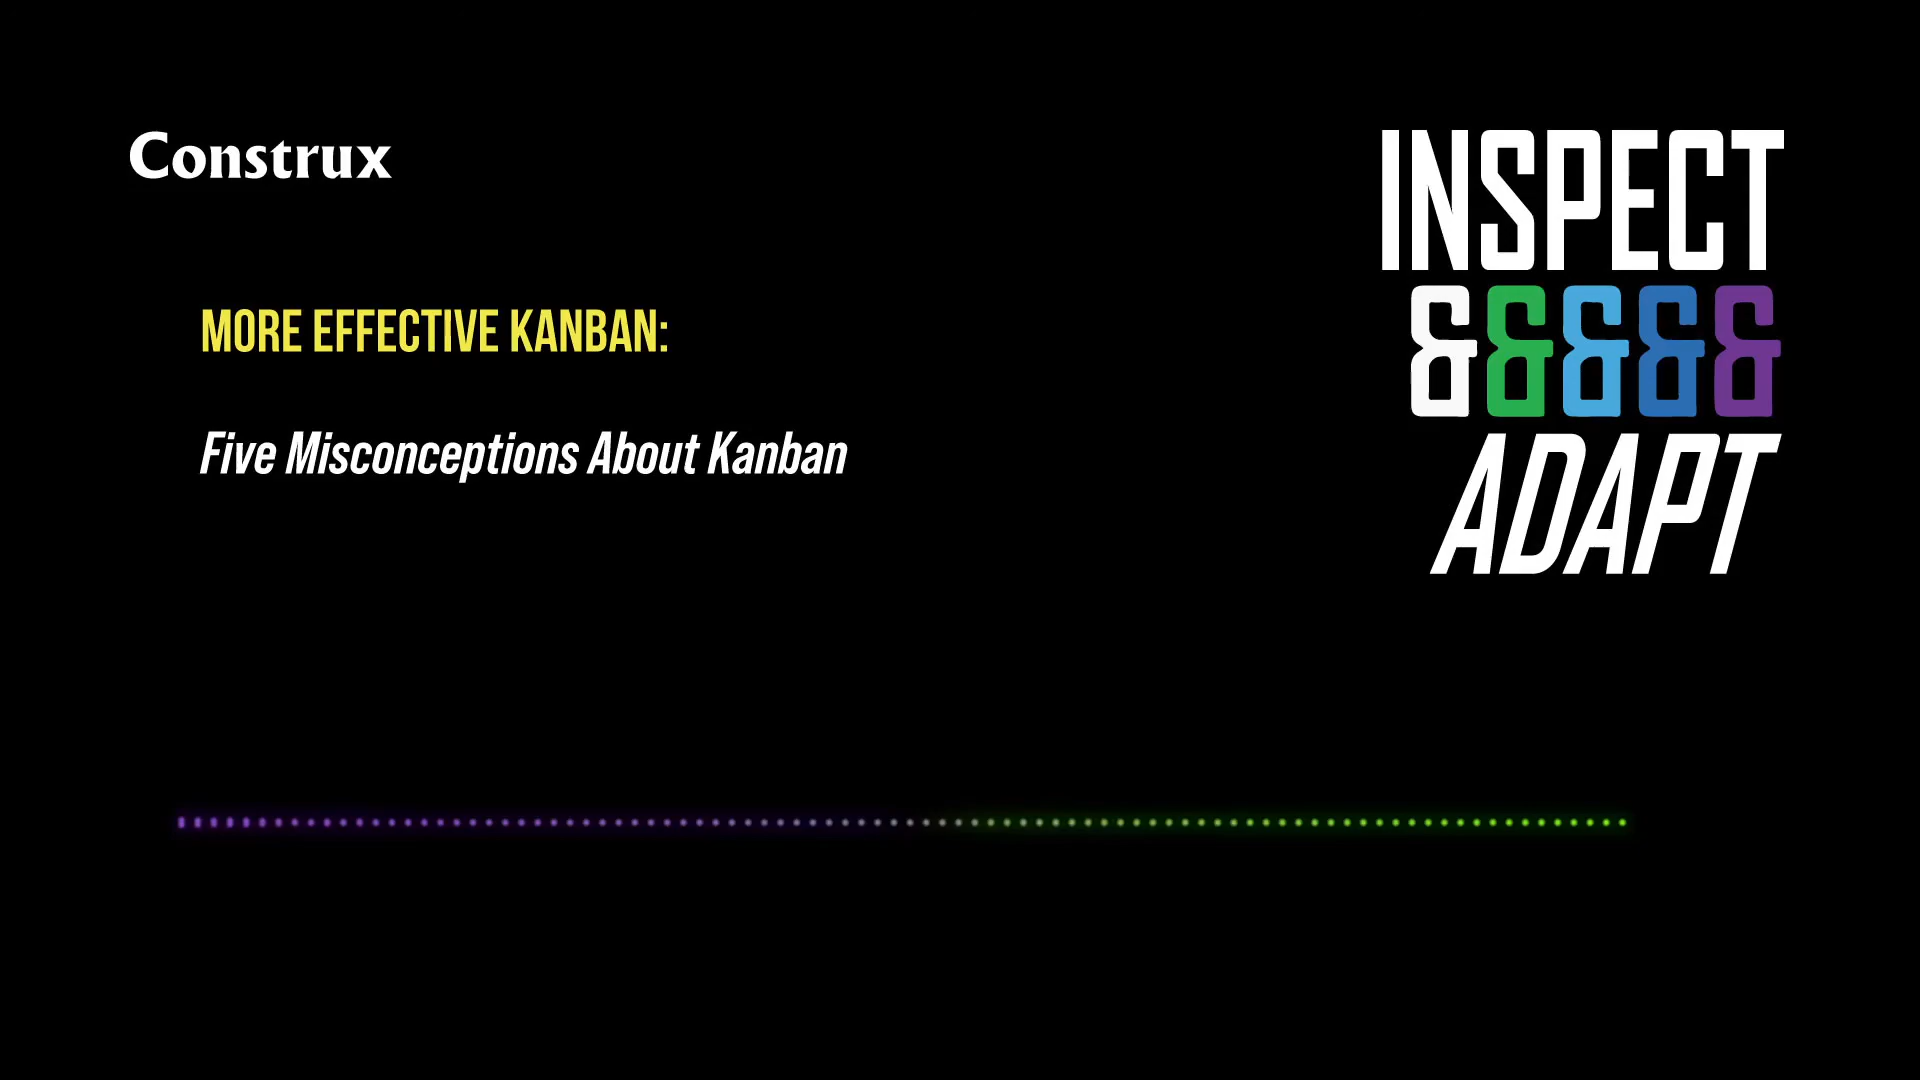 Construx
MORE EFFECTIVE KANBAN:
Five Misconceptions About Kanban
INSPECT
&&&&&
ADAPT